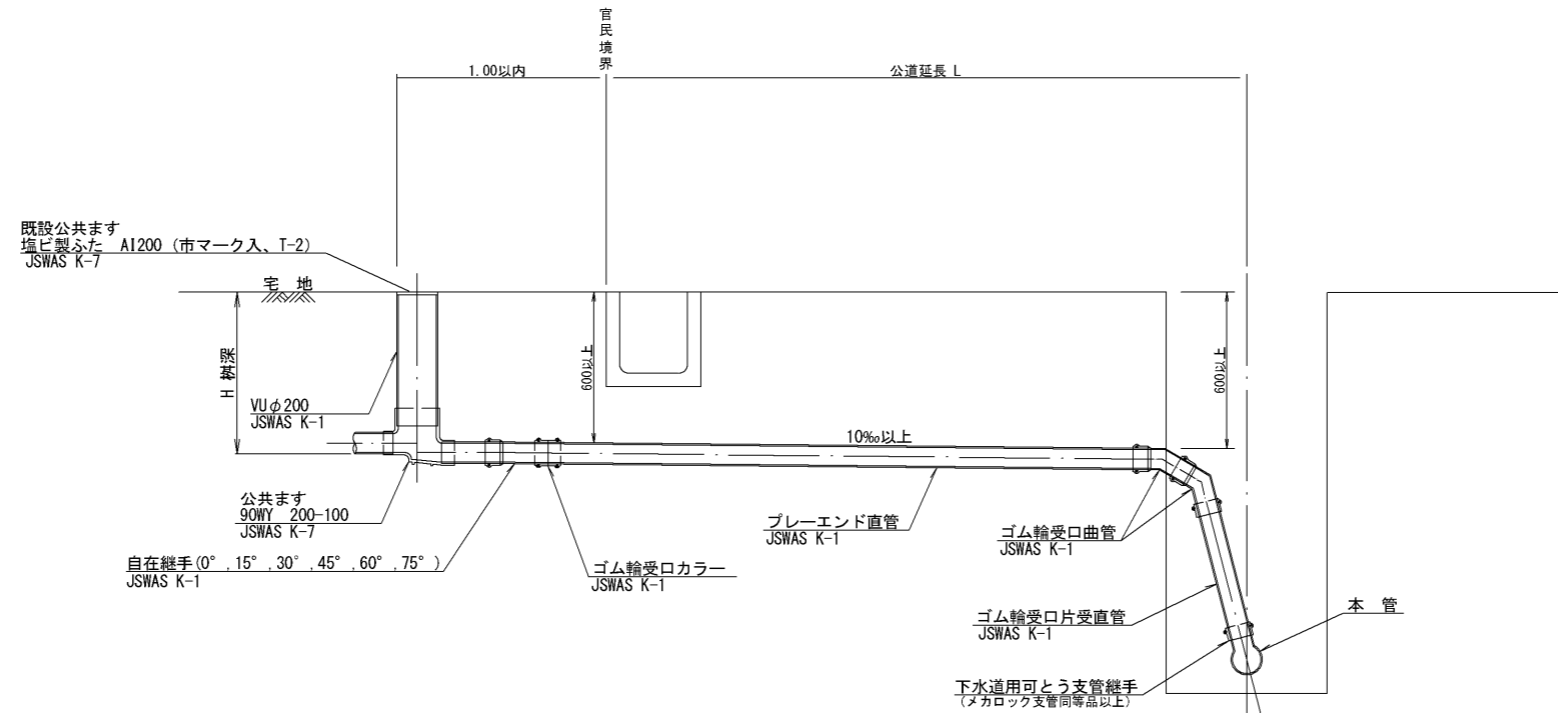 官民境界
1.00以内
公道延長 L
既設公共ます
塩ビ製ふた AI200 (市マーク入、T-2)
JSWAS K-7
宅 地
H 桝深
600以上
600以上
VUφ200
JSWAS K-1
10‰以上
公共ます
90WY 200-100
JSWAS K-7
プレーエンド直管
JSWAS K-1
ゴム輪受口曲管
JSWAS K-1
自在継手(0°,15°,30°,45°,60°,75°)
JSWAS K-1
ゴム輪受口カラー
JSWAS K-1
ゴム輪受口片受直管
JSWAS K-1
本 管
下水道用可とう支管継手
(メカロック支管同等品以上)